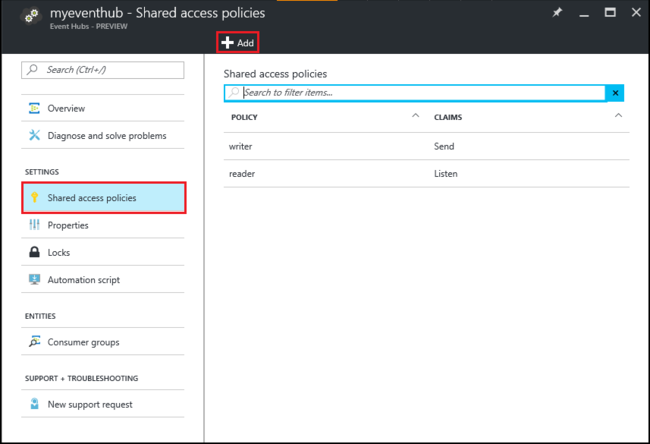 myeventhub - Shared access policies
Event Hubs - PREVIEW
Add
Search (Ctrl+/)
Overview
Diagnose and solve problems
SETTINGS
Shared access policies
Properties
Locks
Automation script
ENTITIES
Consumer groups
SUPPORT + TROUBLESHOOTING
New support request
Shared access policies
Search to filter items...
POLICY CLAIMS
writer Send
reader Listen